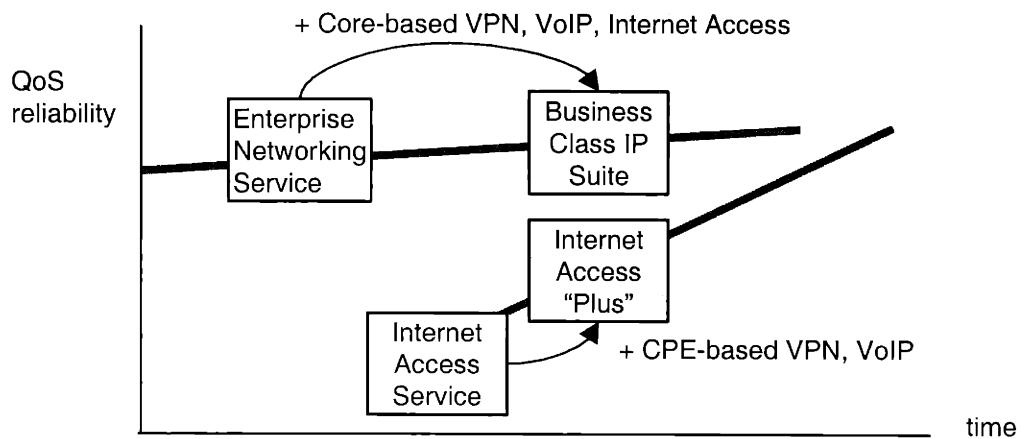 + Core-based VPN, VoIP, Internet Access
QoS
reliability
Enterprise
Networking
Service
Business
Class IP
Suite
Internet
Access
“Plus”
Internet
Access
Service
+ CPE-based VPN, VoIP
time